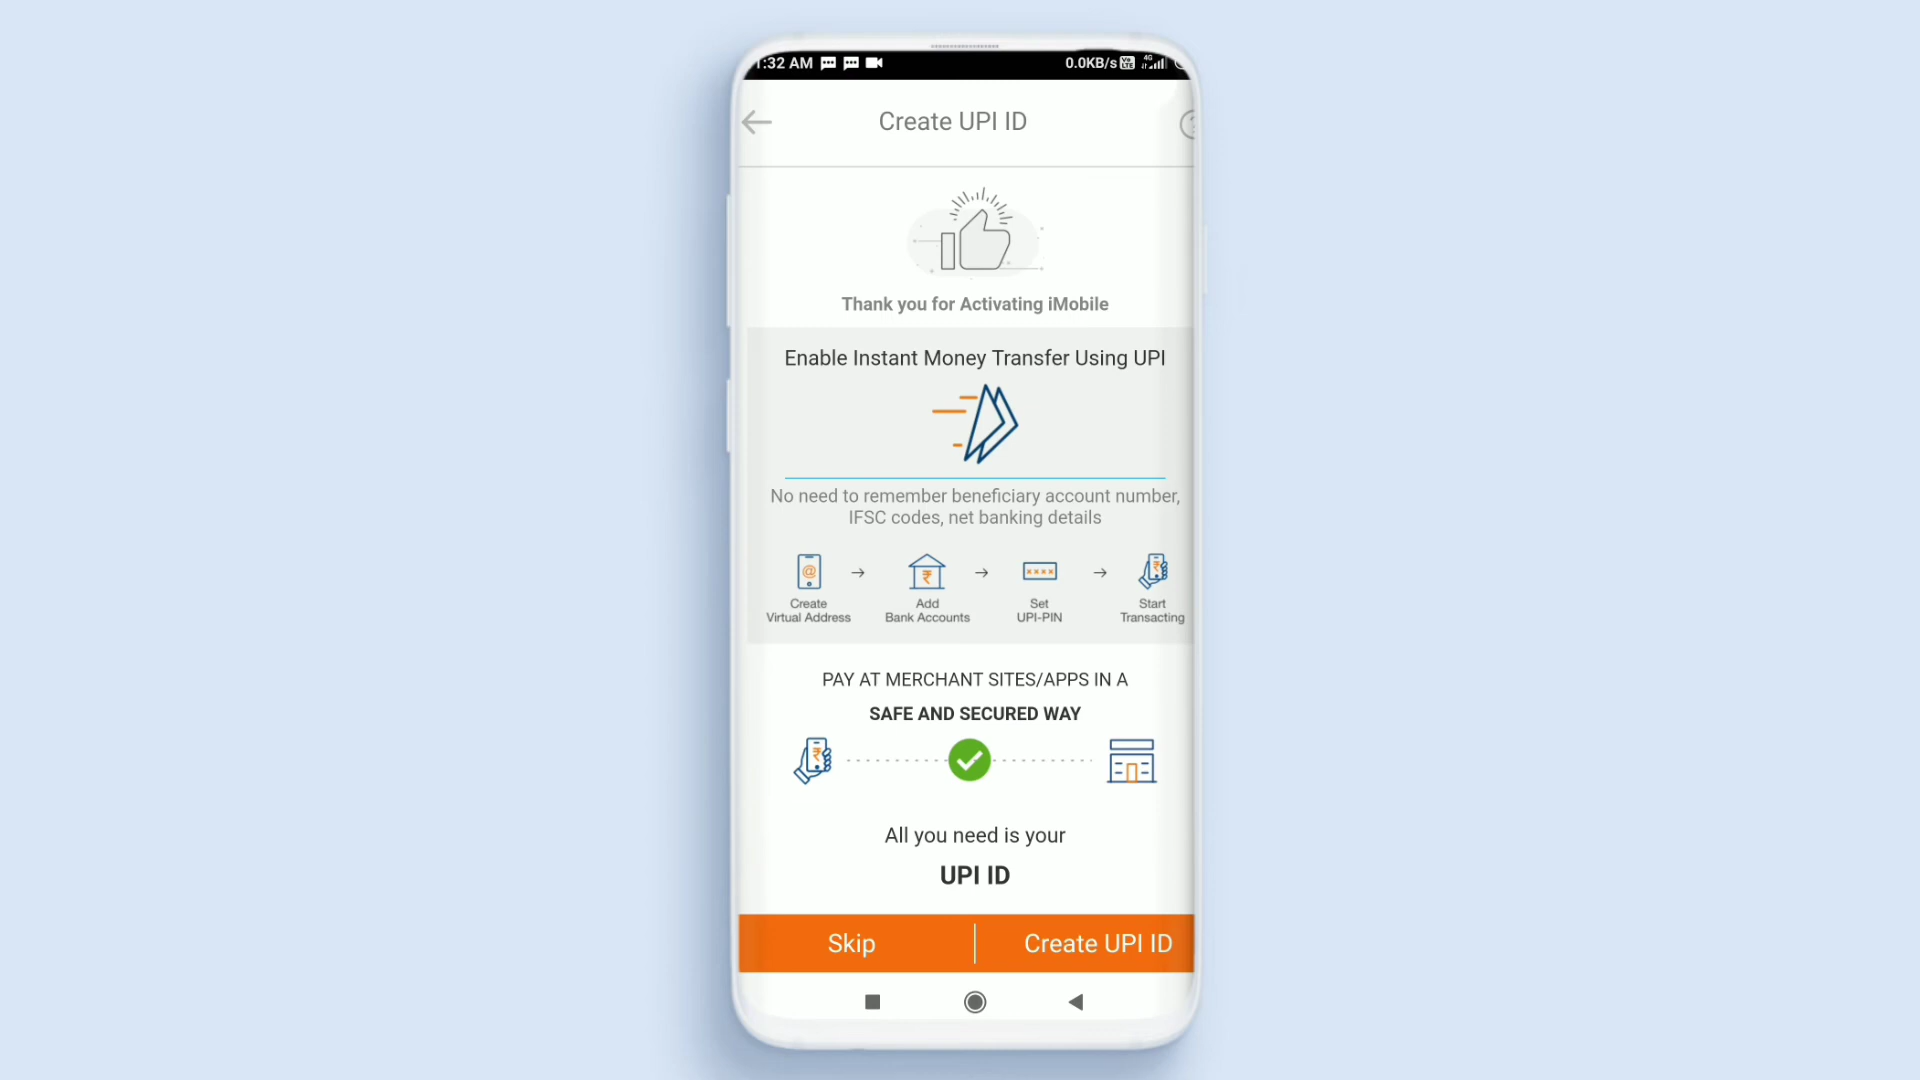 1:32 AM 0.0KB/s Vo LTE 4G
Create UPI ID
Thank you for Activating iMobile
Enable Instant Money Transfer Using UPI
No need to remember beneficiary account number,
IFSC codes, net banking details
Create Virtual Address
Add Bank Accounts
Set UPI-PIN
Start Transacting
PAY AT MERCHANT SITES/APPS IN A
SAFE AND SECURED WAY
All you need is your
UPI ID
Skip
Create UPI ID